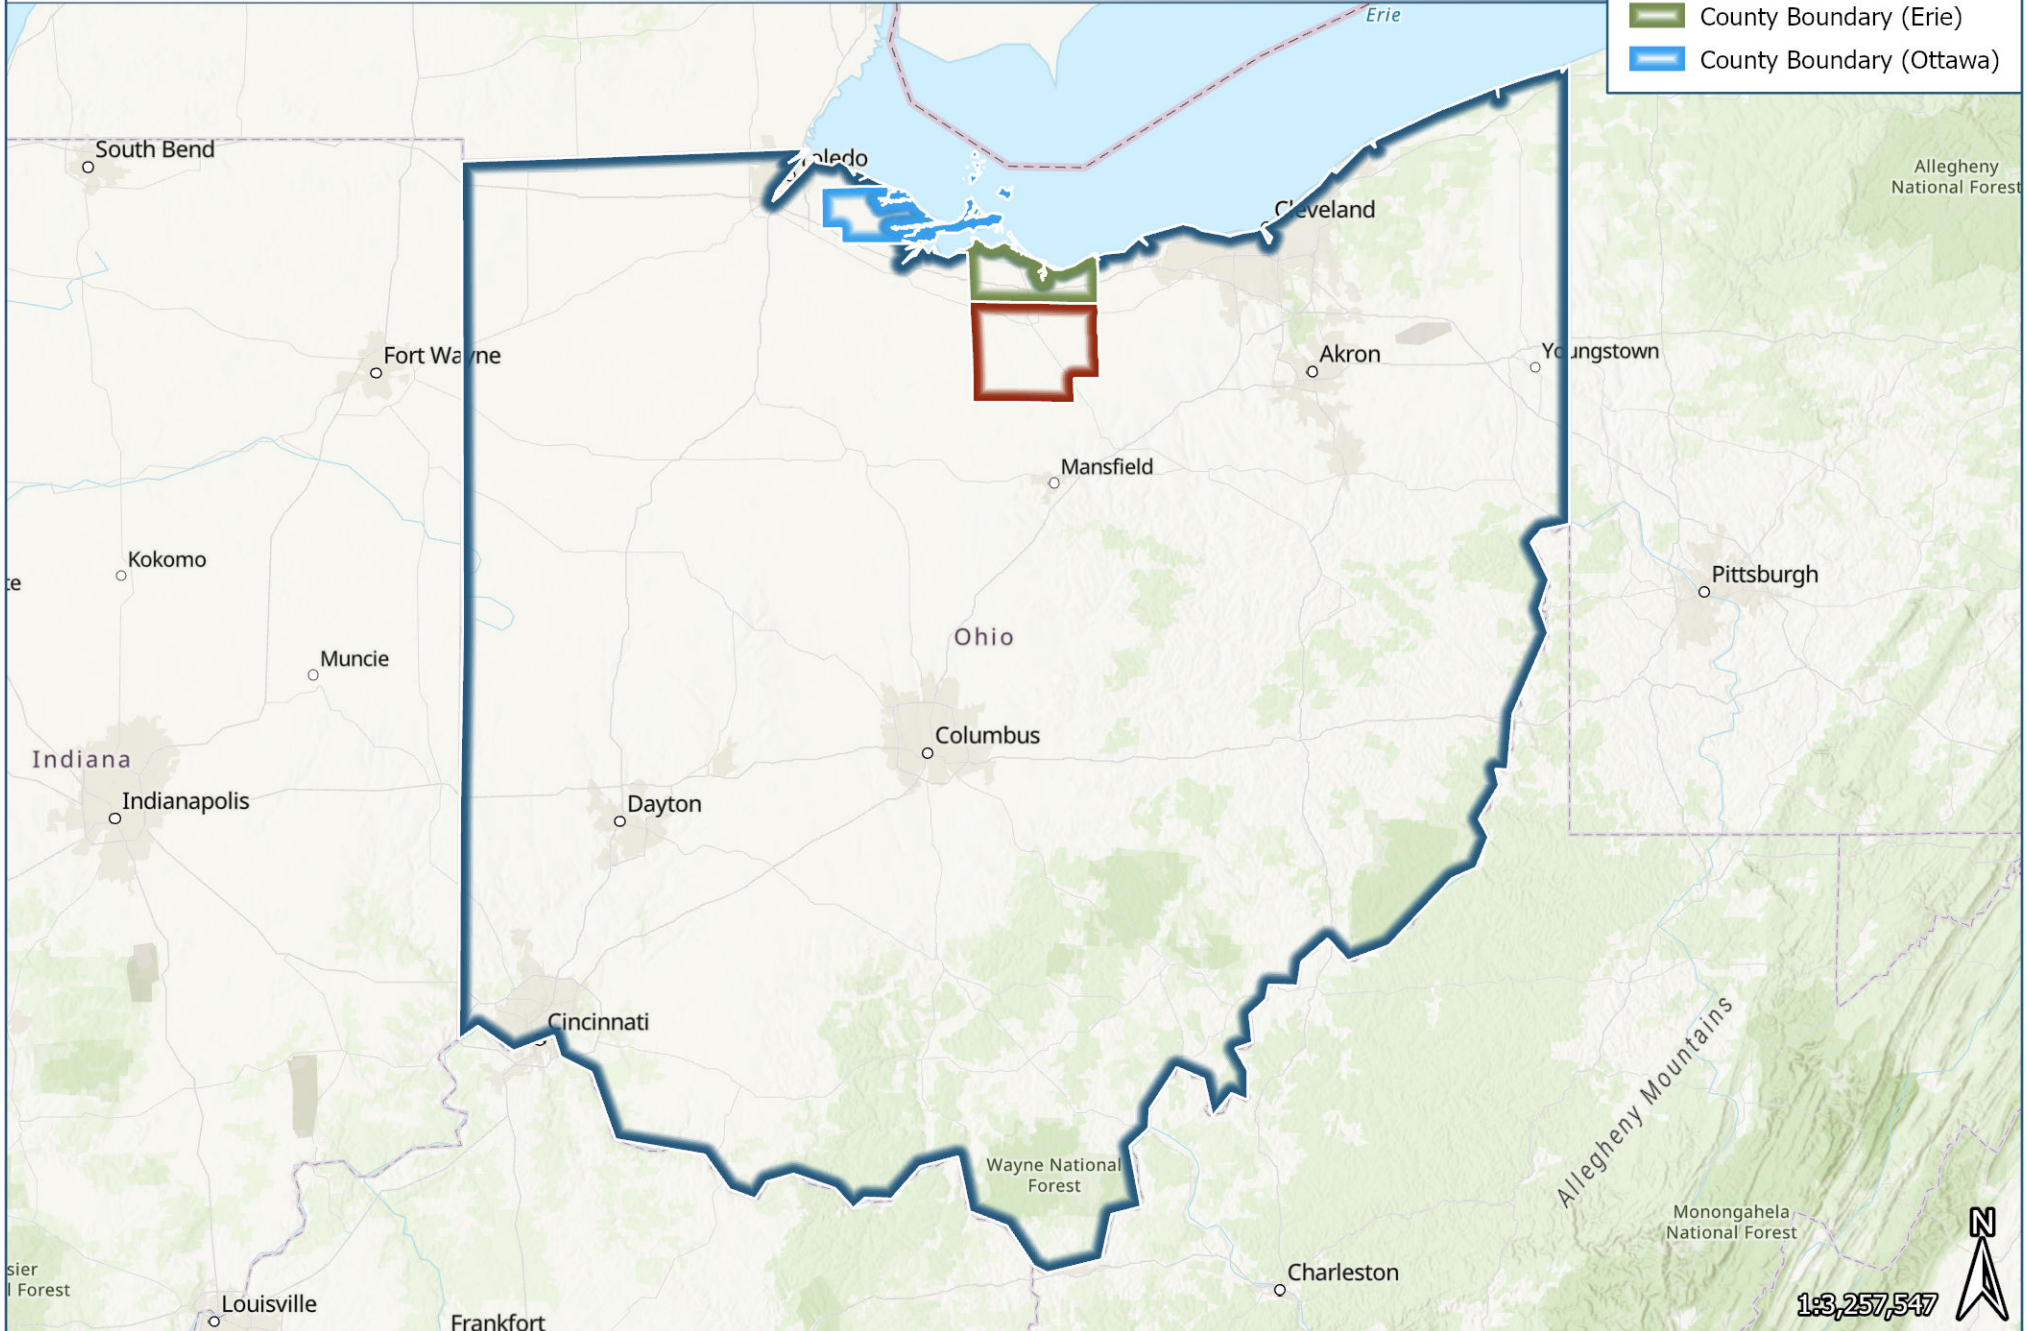 Erie
County Boundary (Erie)
County Boundary (Ottawa)
South Bend
Toledo
Allegheny
National Forest
Cleveland
Fort Wayne
Akron
Youngstown
Mansfield
Kokomo
te
Pittsburgh
Ohio
Muncie
Columbus
Indiana
Indianapolis
Dayton
Cincinnati
Allegheny Mountains
Wayne National
Forest
Monongahela
National Forest
N
sier
l Forest
Charleston
Louisville
1:3,257,547
Frankfort